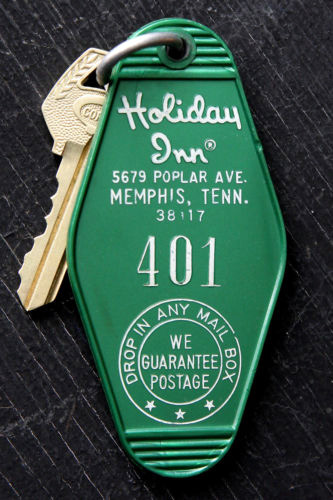 Holiday
Inn®
5679 POPLAR AVE.
MEMPHIS, TENN.
38117
401
DROP IN ANY MAIL BOX
WE
GUARANTEE
POSTAGE